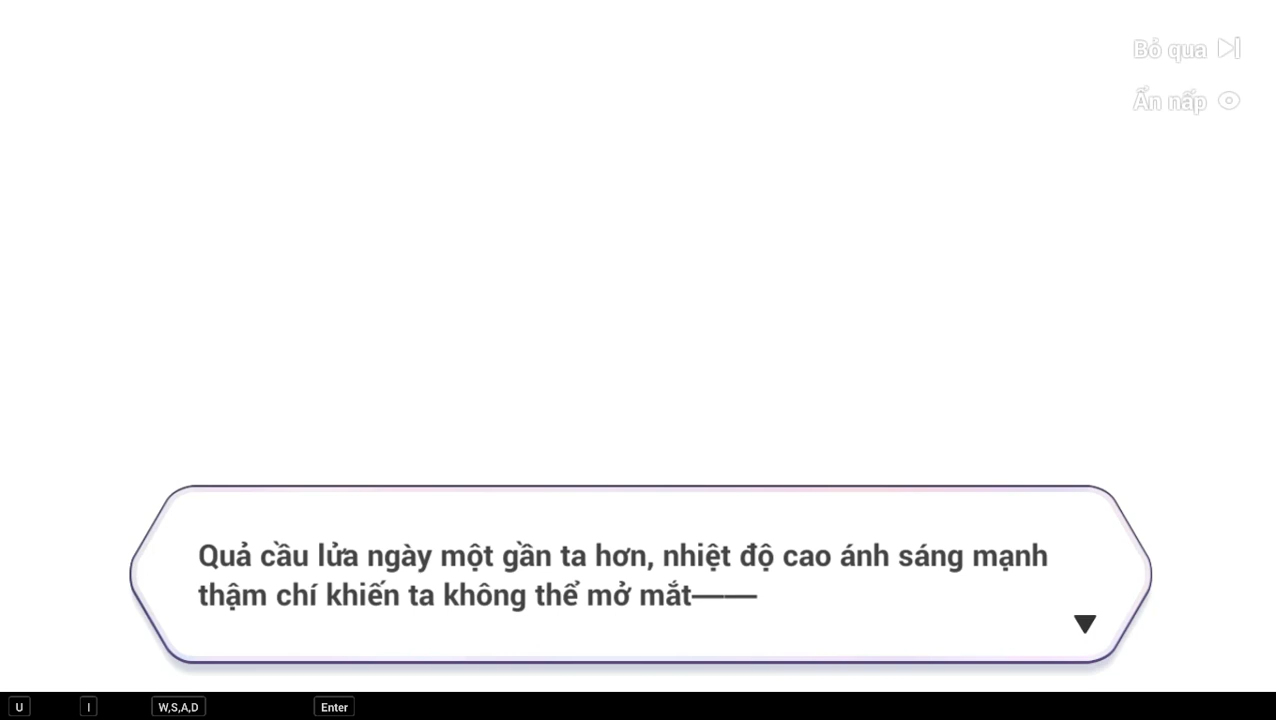 Bỏ qua
Ẩn nấp
Quả cầu lửa ngày một gần ta hơn, nhiệt độ cao ánh sáng mạnh
thậm chí khiến ta không thể mở mắt——
U I W,S,A,D Enter